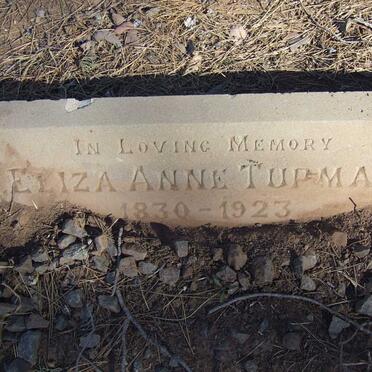 IN LOVING MEMORY
ELIZA ANNE TUPMA
1830-1923